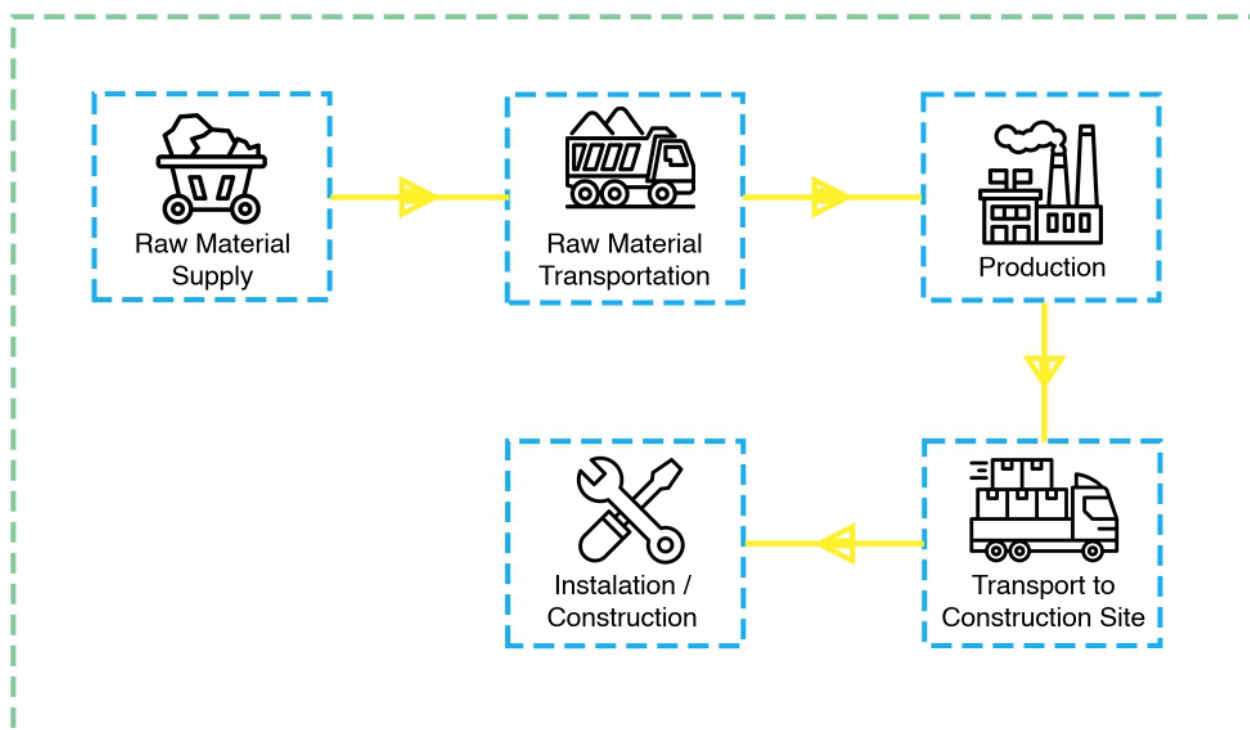 Raw Material
Supply
Raw Material
Transportation
Production
Instalation /
Construction
Transport to
Construction Site